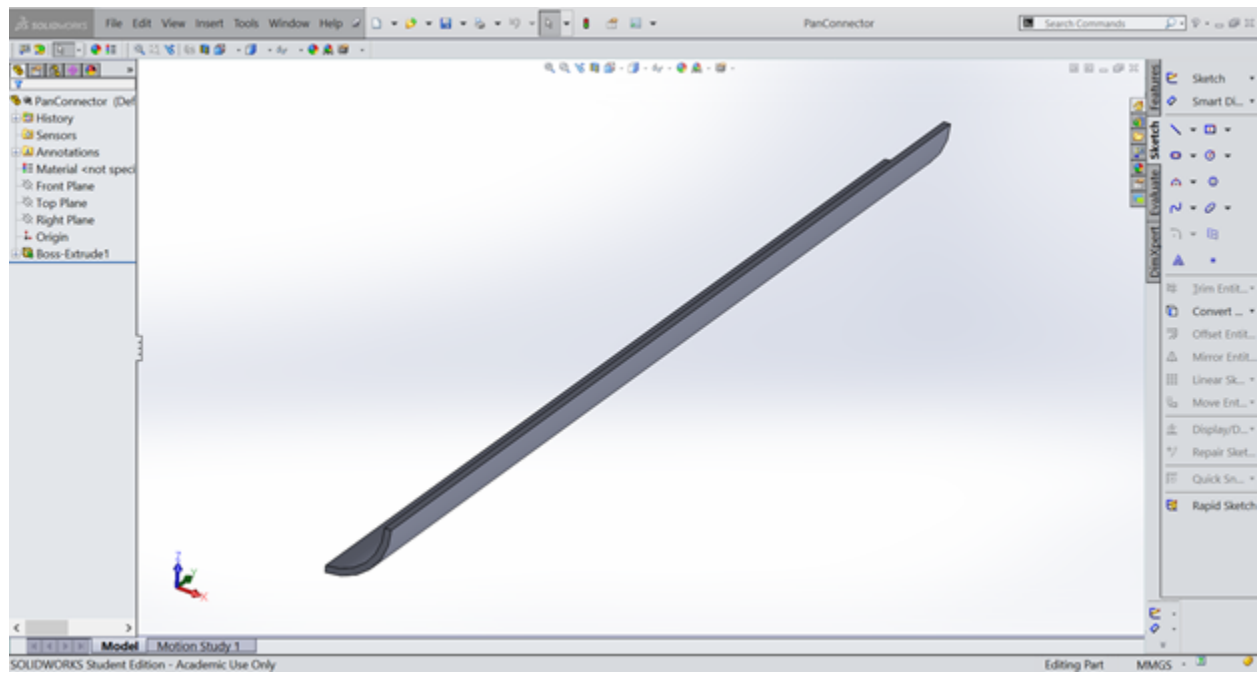 SOLIDWORKS File Edit View Insert Tools Window Help PanConnector Search Commands
PanConnector (Def
History
Sensors
Annotations
Material <not speci
Front Plane
Top Plane
Right Plane
Origin
Boss-Extrude1
Features
Sketch
Evaluate
DimXpert
Sketch
Smart Di...
Trim Entit...
Convert ...
Offset Entit...
Mirror Entit...
Linear Sk...
Move Ent...
Display/D...
Repair Sket...
Quick Sn...
Rapid Sketch
Z
Y
X
Model Motion Study 1
SOLIDWORKS Student Edition - Academic Use Only Editing Part MMGS